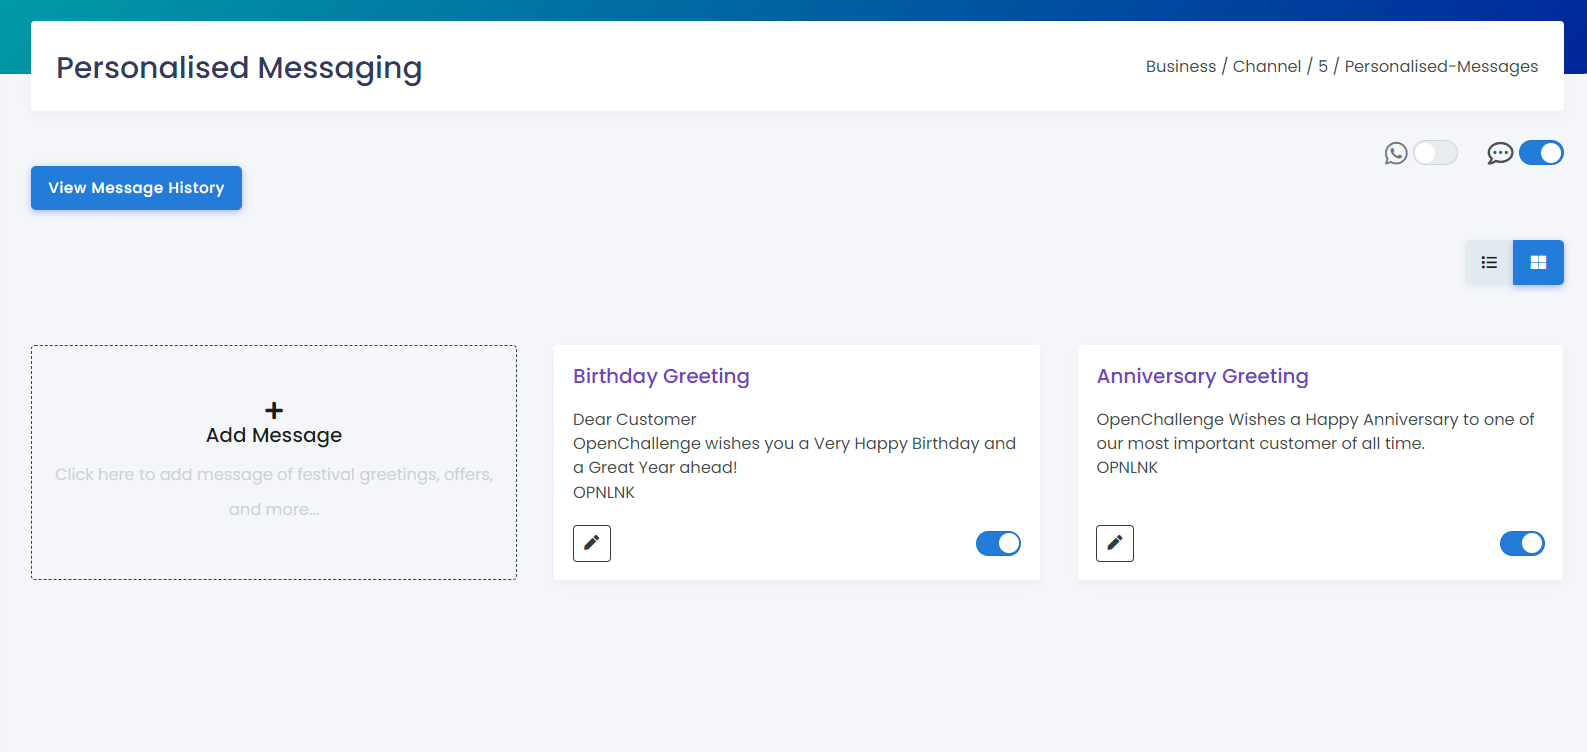 Personalised Messaging
Business / Channel / 5 / Personalised-Messages
View Message History
Add Message
Click here to add message of festival greetings, offers,
and more...
Birthday Greeting
Dear Customer
OpenChallenge wishes you a Very Happy Birthday and
a Great Year ahead!
OPNLNK
Anniversary Greeting
OpenChallenge Wishes a Happy Anniversary to one of
our most important customer of all time.
OPNLNK